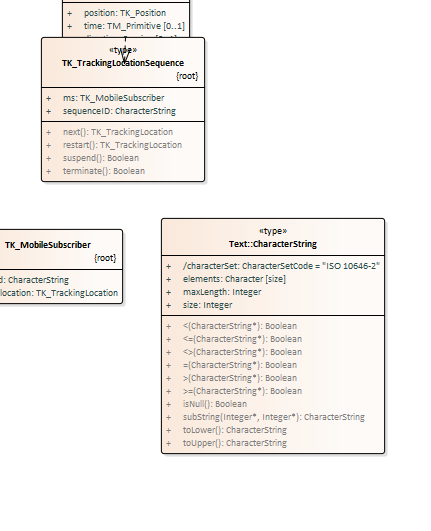 + position: TK_Position
+ time: TM_Primitive [0..1]
«type»
TK_TrackingLocationSequence
{root}
+ ms: TK_MobileSubscriber
+ sequenceID: CharacterString
+ next(): TK_TrackingLocation
+ restart(): TK_TrackingLocation
+ suspend(): Boolean
+ terminate(): Boolean
TK_MobileSubscriber
{root}
d: CharacterString
location: TK_TrackingLocation
«type»
Text::CharacterString
+ /characterSet: CharacterSetCode = "ISO 10646-2"
+ elements: Character [size]
+ maxLength: Integer
+ size: Integer
+ <(CharacterString*): Boolean
+ <=(CharacterString*): Boolean
+ <>(CharacterString*): Boolean
+ =(CharacterString*): Boolean
+ >(CharacterString*): Boolean
+ >=(CharacterString*): Boolean
+ isNull(): Boolean
+ subString(Integer*, Integer*): CharacterString
+ toLower(): CharacterString
+ toUpper(): CharacterString